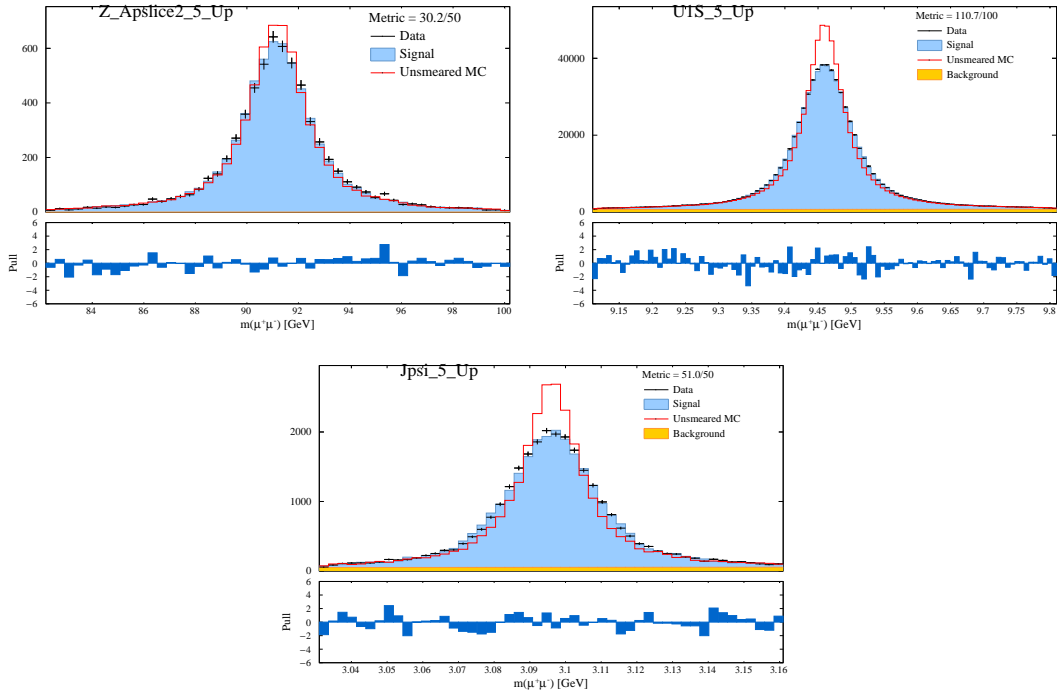 Z_Apslice2_5_Up
Metric = 30.2/50
Data
Signal
Unsmeared MC
600
400
200
0
6
4
2
0
−2
−4
−6
Pull
84 86 88 90 92 94 96 98 100
m(μ⁺μ⁻) [GeV]
U1S_5_Up
Metric = 110.7/100
Data
Signal
Unsmeared MC
Background
40000
20000
0
6
4
2
0
−2
−4
−6
Pull
9.15 9.2 9.25 9.3 9.35 9.4 9.45 9.5 9.55 9.6 9.65 9.7 9.75 9.8
m(μ⁺μ⁻) [GeV]
Jpsi_5_Up
Metric = 51.0/50
Data
Signal
Unsmeared MC
Background
2000
1000
0
6
4
2
0
−2
−4
−6
Pull
3.04 3.05 3.06 3.07 3.08 3.09 3.1 3.11 3.12 3.13 3.14 3.15 3.16
m(μ⁺μ⁻) [GeV]